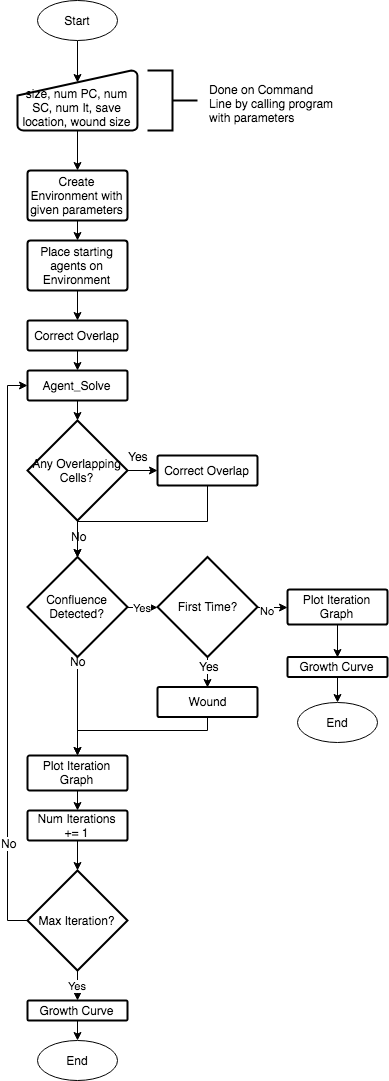 Start
size, num PC, num
SC, num It, save
location, wound size
Done on Command
Line by calling program
with parameters
Create
Environment with
given parameters
Place starting
agents on
Environment
Correct Overlap
Agent_Solve
Any Overlapping
Cells?
Yes
Correct Overlap
No
Confluence
Detected?
Yes
First Time?
No
Plot Iteration
Graph
Growth Curve
End
No
Yes
Wound
Plot Iteration
Graph
Num Iterations
+= 1
No
Max Iteration?
Yes
Growth Curve
End